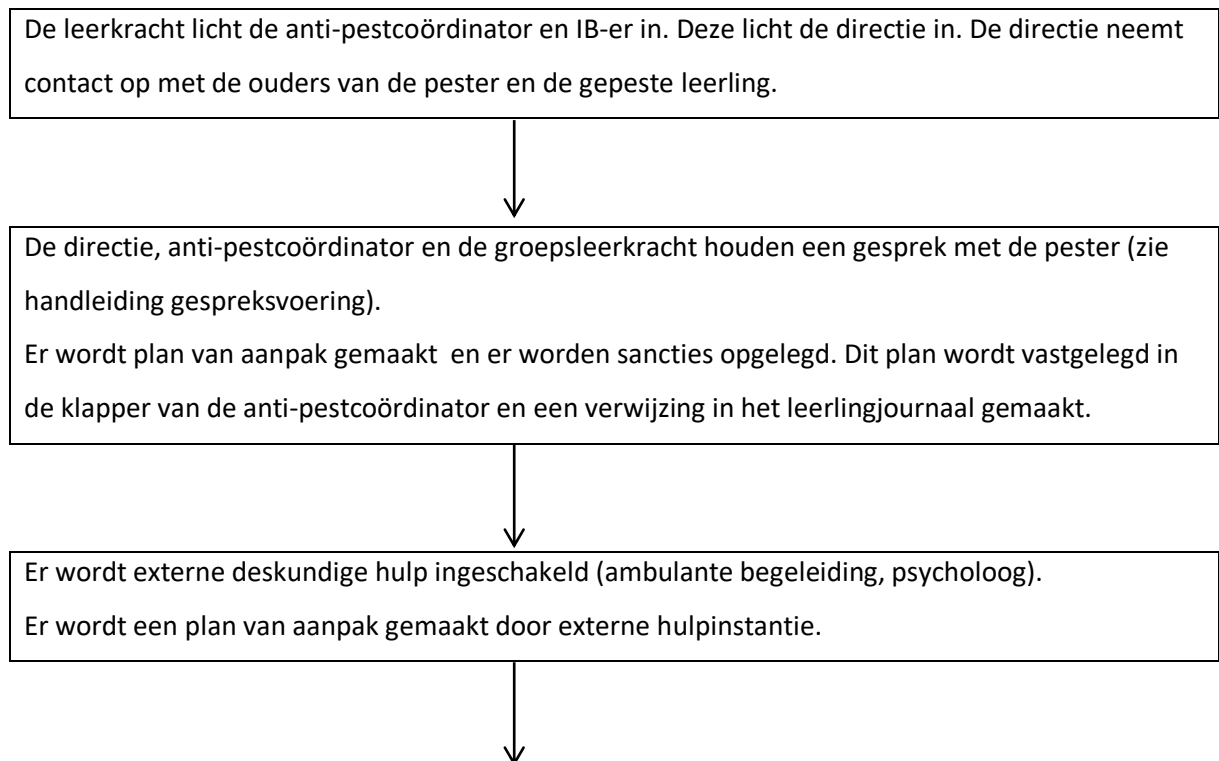 De leerkracht licht de anti-pestcoördinator en IB-er in. Deze licht de directie in. De directie neemt
contact op met de ouders van de pester en de gepeste leerling.
De directie, anti-pestcoördinator en de groepsleerkracht houden een gesprek met de pester (zie
handleiding gespreksvoering).
Er wordt plan van aanpak gemaakt  en er worden sancties opgelegd. Dit plan wordt vastgelegd in
de klapper van de anti-pestcoördinator en een verwijzing in het leerlingjournaal gemaakt.
Er wordt externe deskundige hulp ingeschakeld (ambulante begeleiding, psycholoog).
Er wordt een plan van aanpak gemaakt door externe hulpinstantie.